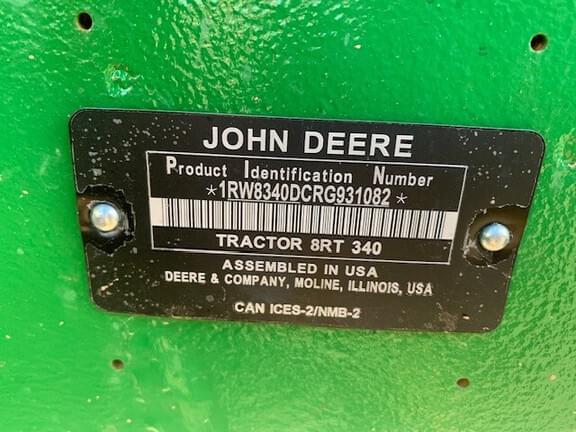 JOHN DEERE
Product Identification Number
*1RW8340DCRG931082*
TRACTOR 8RT 340
ASSEMBLED IN USA
DEERE & COMPANY, MOLINE, ILLINOIS, USA
CAN ICES-2/NMB-2